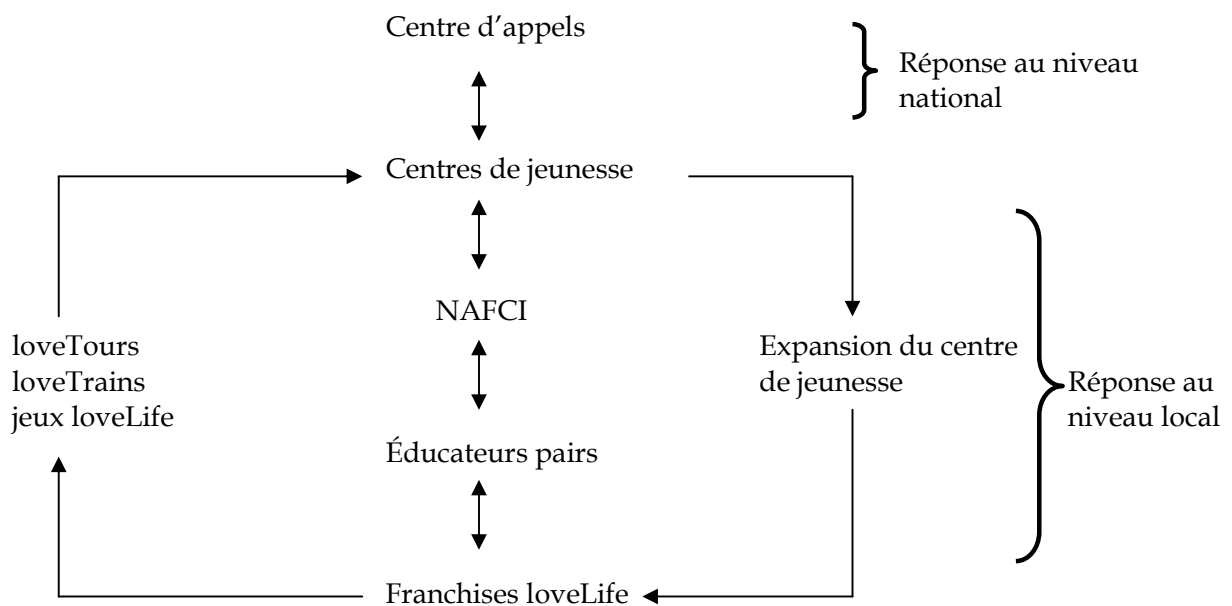 Centre d’appels
Réponse au niveau
national
Centres de jeunesse
NAFCI
loveTours
loveTrains
jeux loveLife
Expansion du centre
de jeunesse
Réponse au
niveau local
Éducateurs pairs
Franchises loveLife